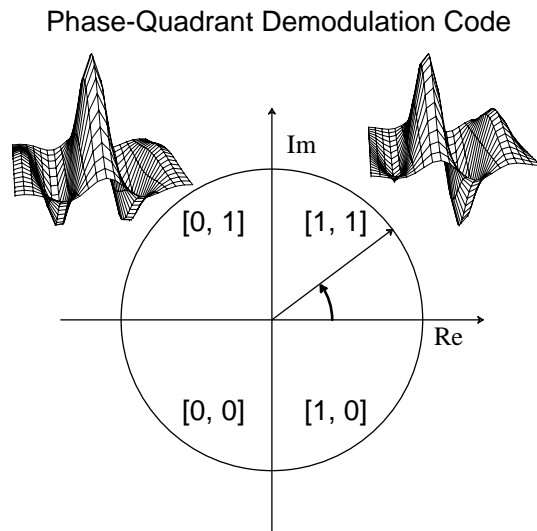 Phase-Quadrant Demodulation Code
Im
[0, 1] [1, 1]
Re
[0, 0] [1, 0]